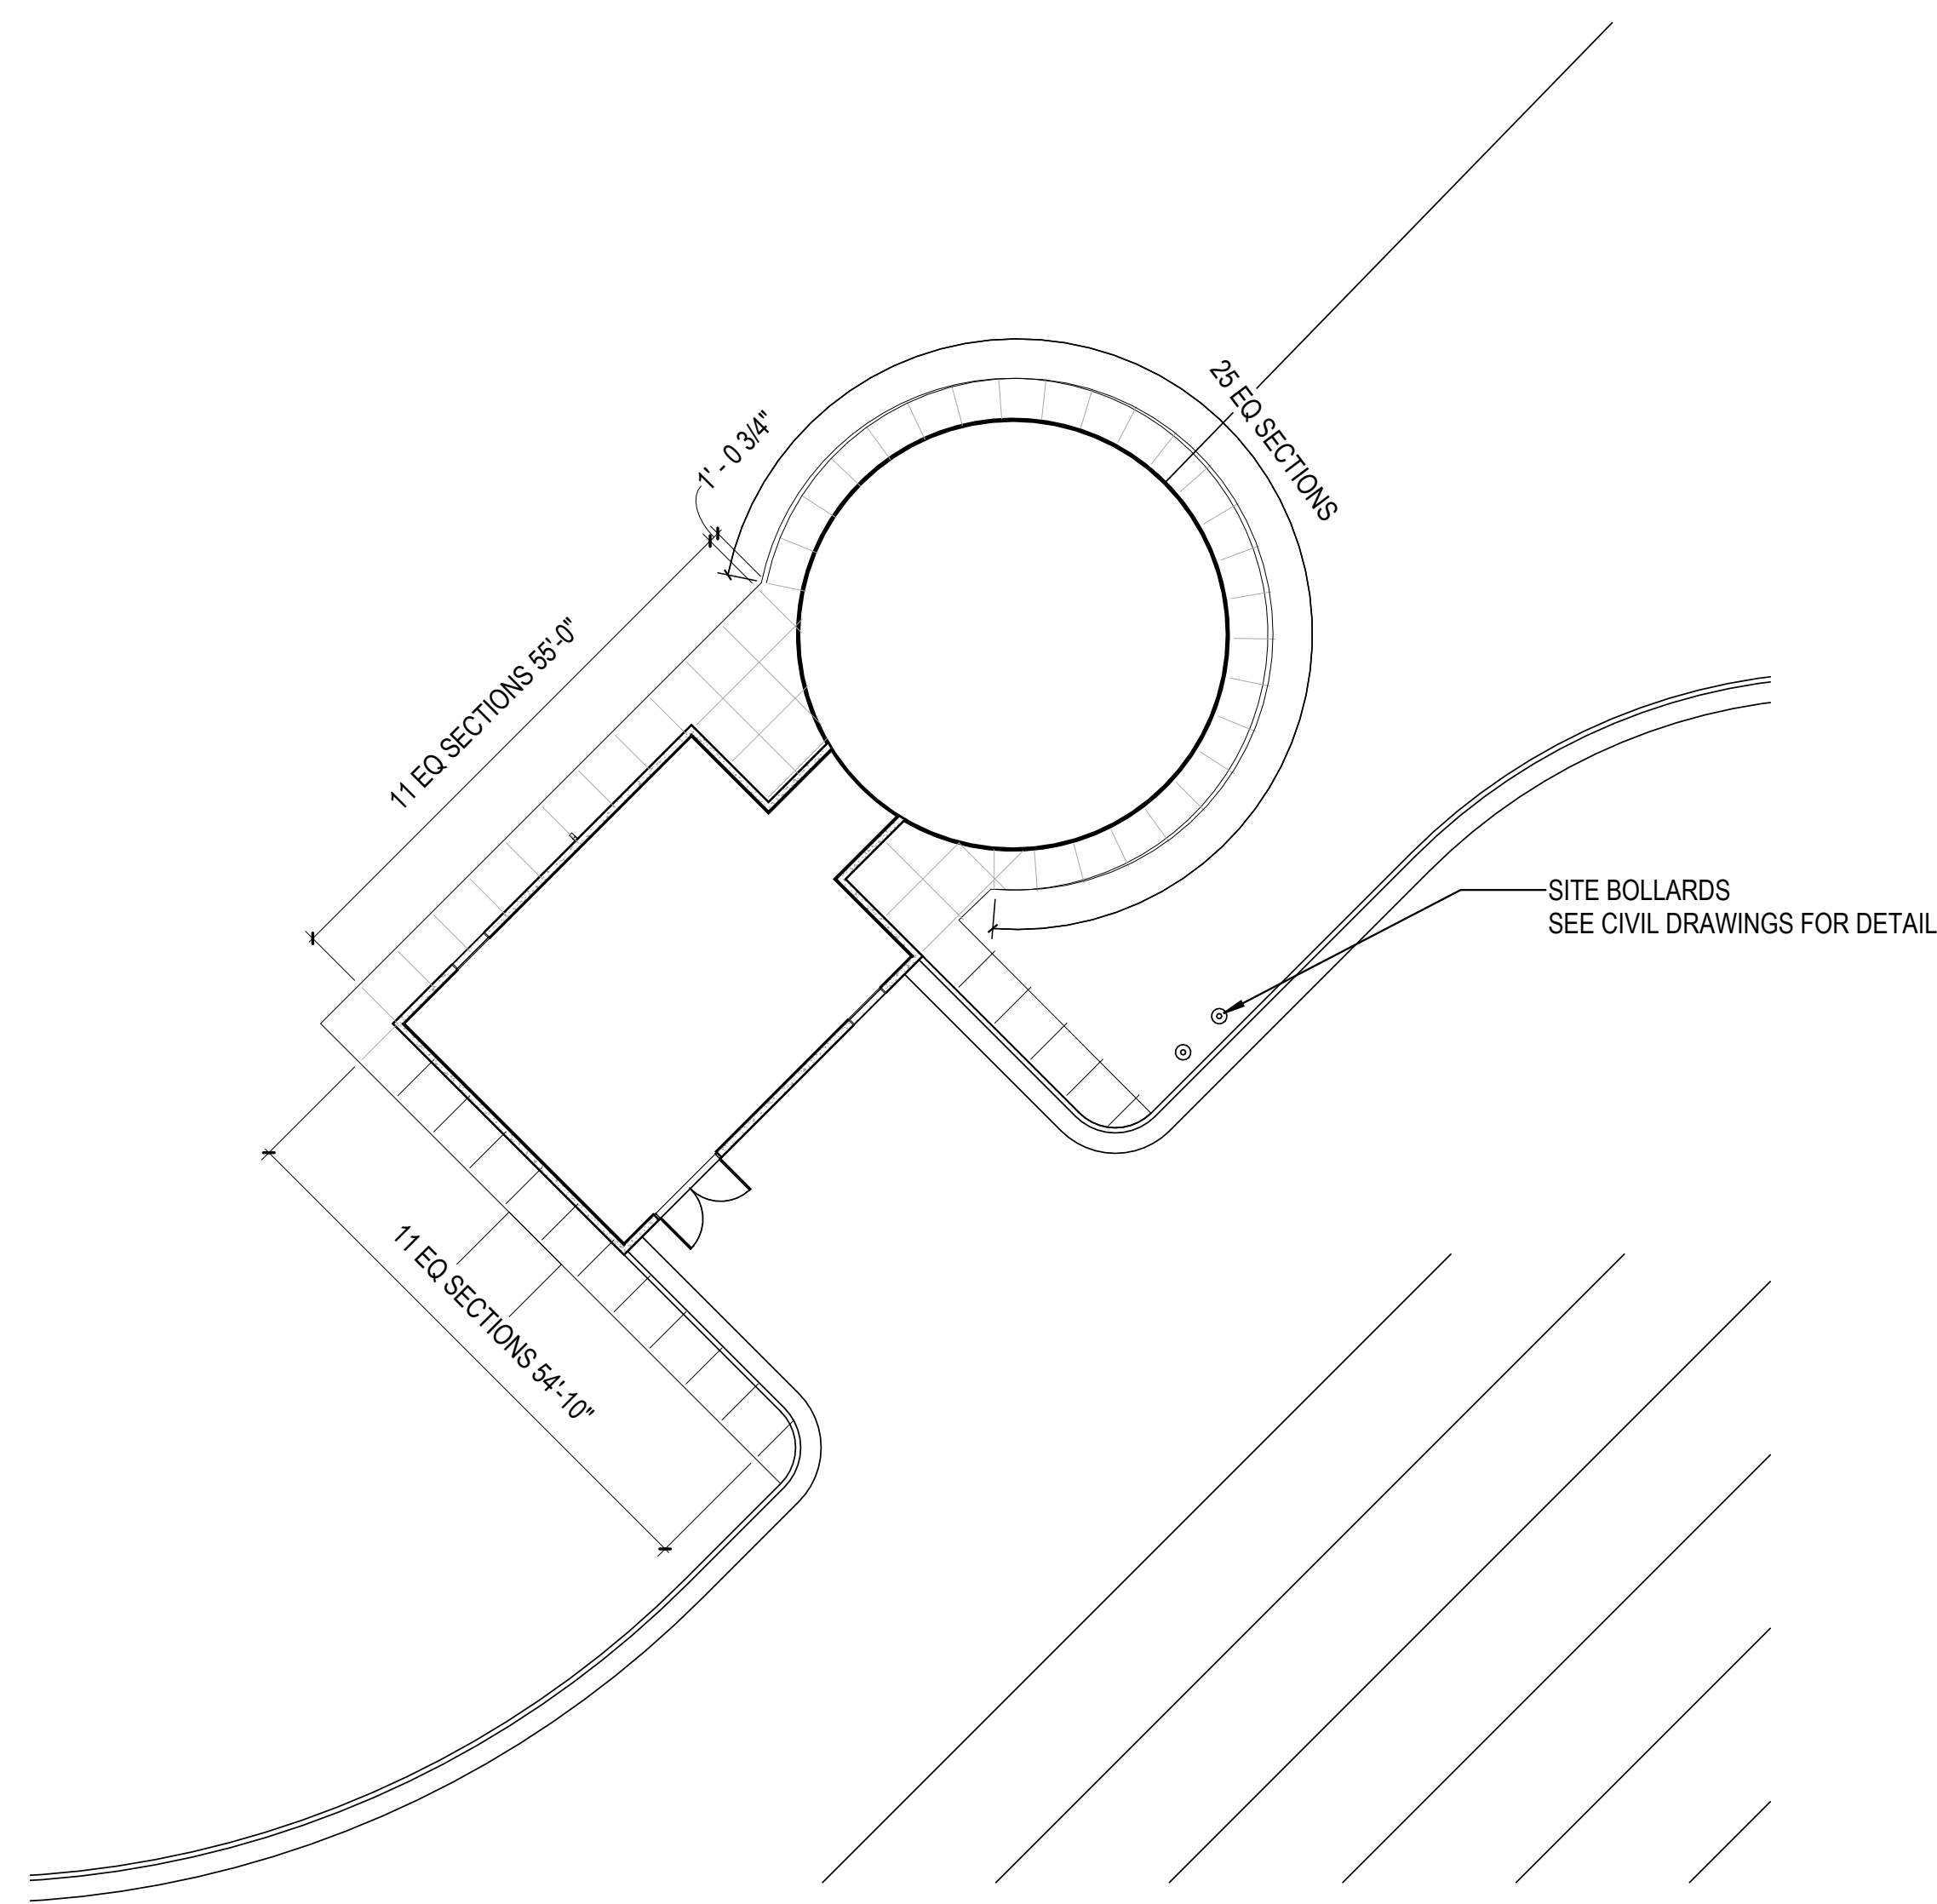 25 EQ SECTIONS
1' - 0 3/4"
11 EQ SECTIONS 55'-0"
SITE BOLLARDS
SEE CIVIL DRAWINGS FOR DETAIL
11 EQ SECTIONS 54'-10"